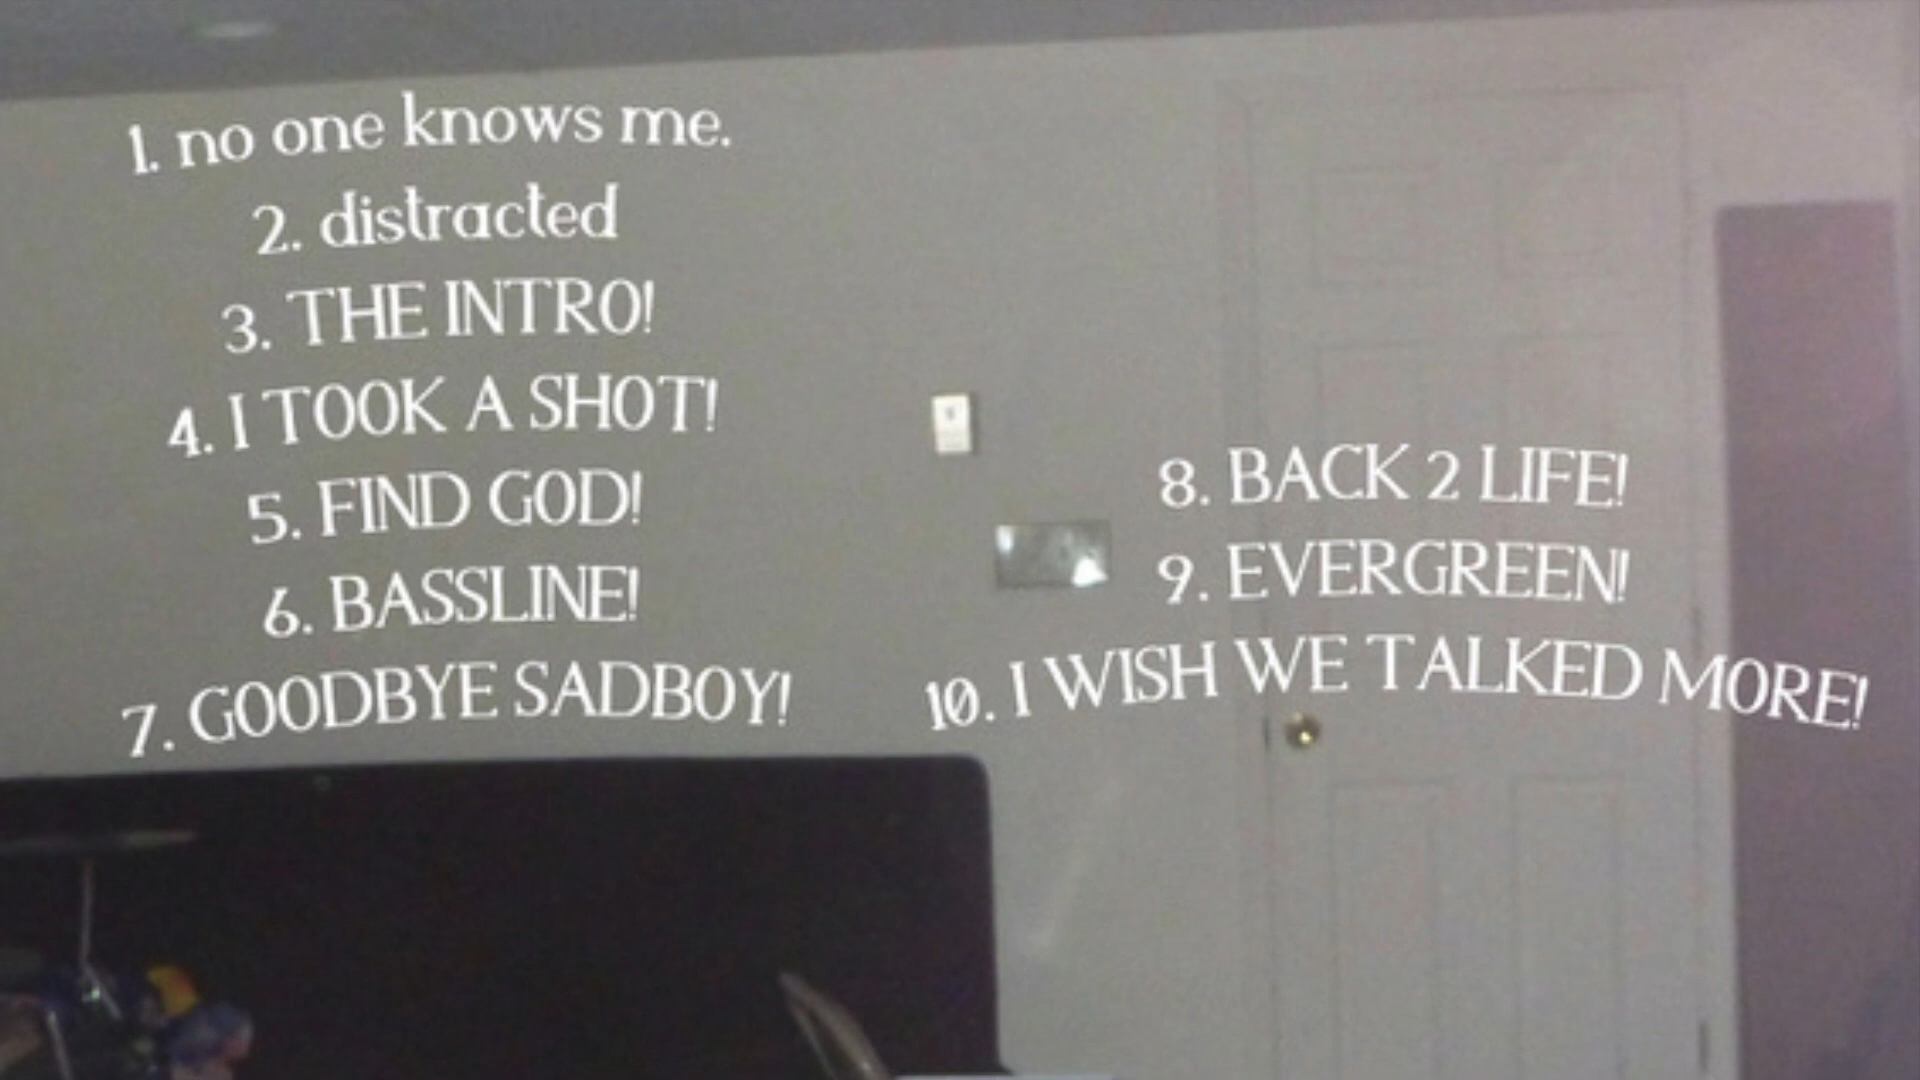 1. no one knows me.
2. distracted
3. THE INTRO!
4. I TOOK A SHOT!
5. FIND GOD!
6. BASSLINE!
7. GOODBYE SADBOY!
8. BACK 2 LIFE!
9. EVERGREEN!
10. I WISH WE TALKED MORE!